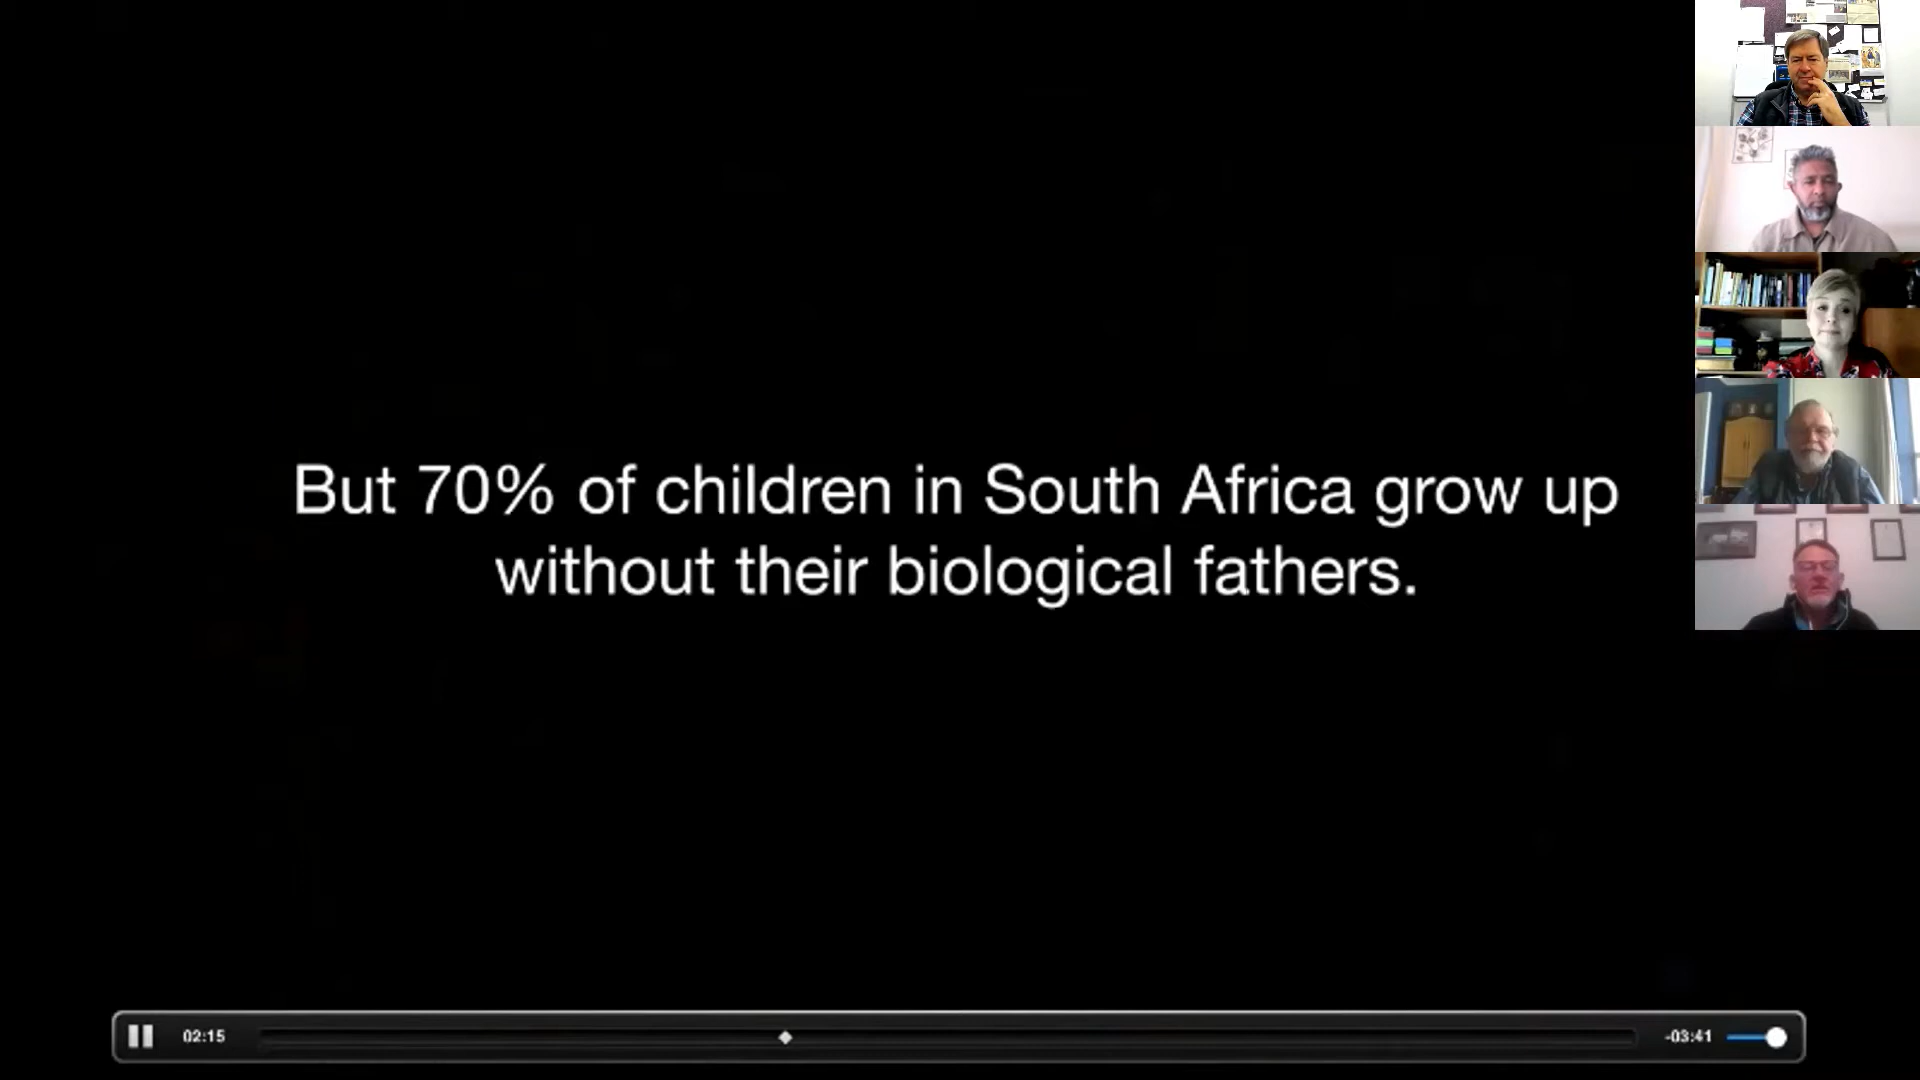 But 70% of children in South Africa grow up
without their biological fathers.
02:15
-03:41